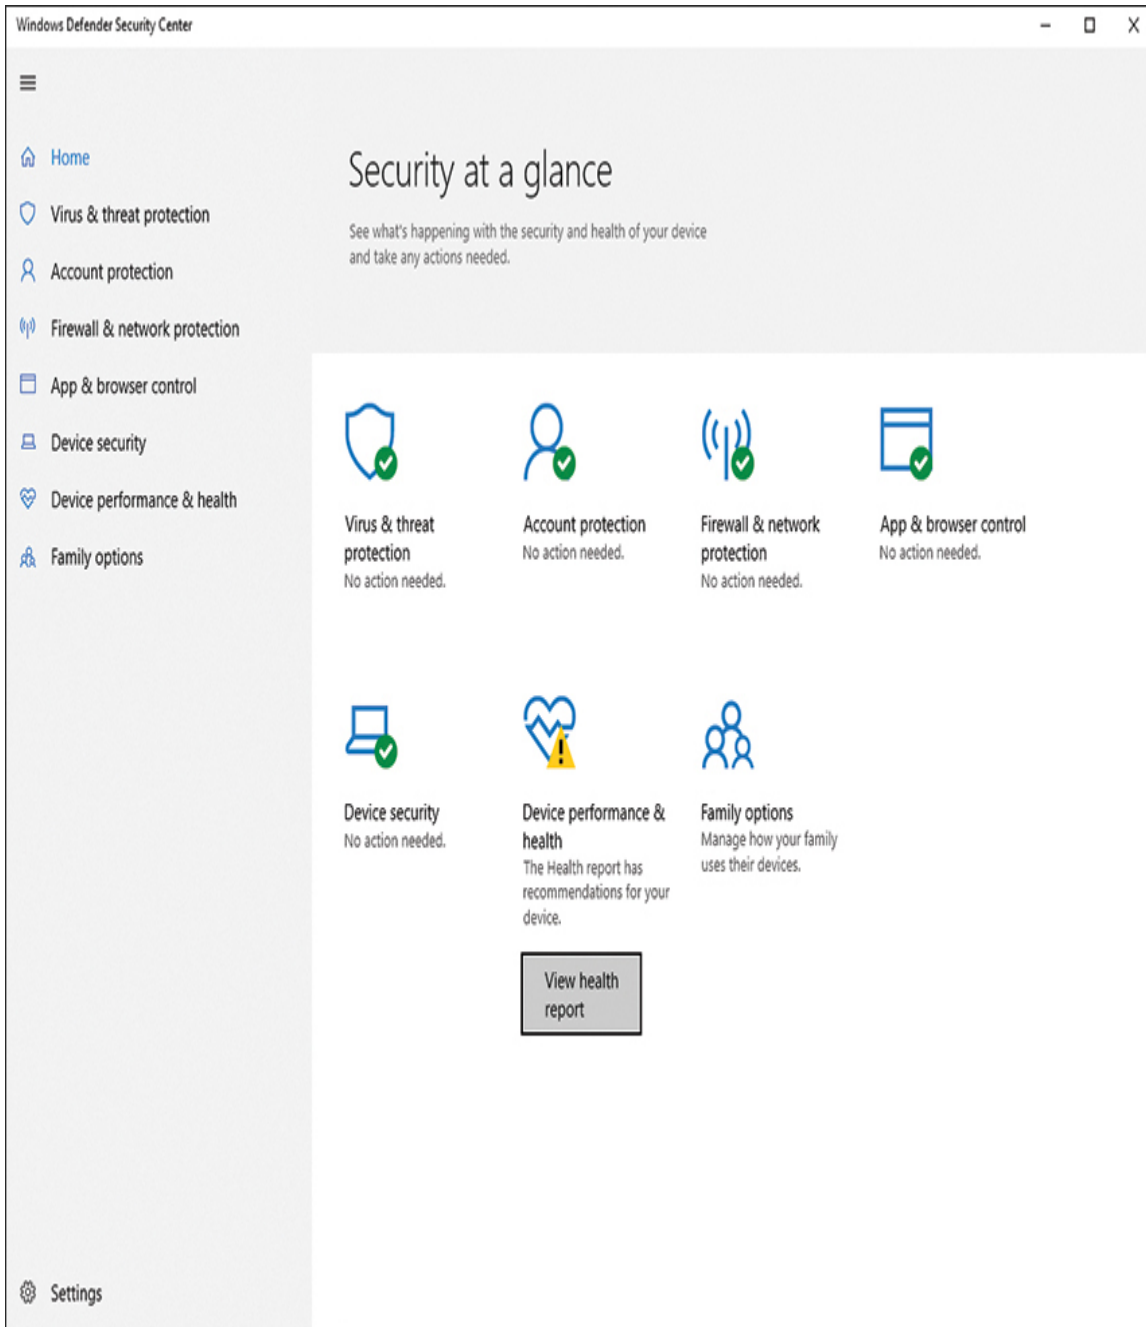 Windows Defender Security Center
Home
Virus & threat protection
Account protection
Firewall & network protection
App & browser control
Device security
Device performance & health
Family options
Settings
Security at a glance
See what's happening with the security and health of your device
and take any actions needed.
Virus & threat
protection
No action needed.
Account protection
No action needed.
Firewall & network
protection
No action needed.
App & browser control
No action needed.
Device security
No action needed.
Device performance &
health
The Health report has
recommendations for your
device.
View health
report
Family options
Manage how your family
uses their devices.